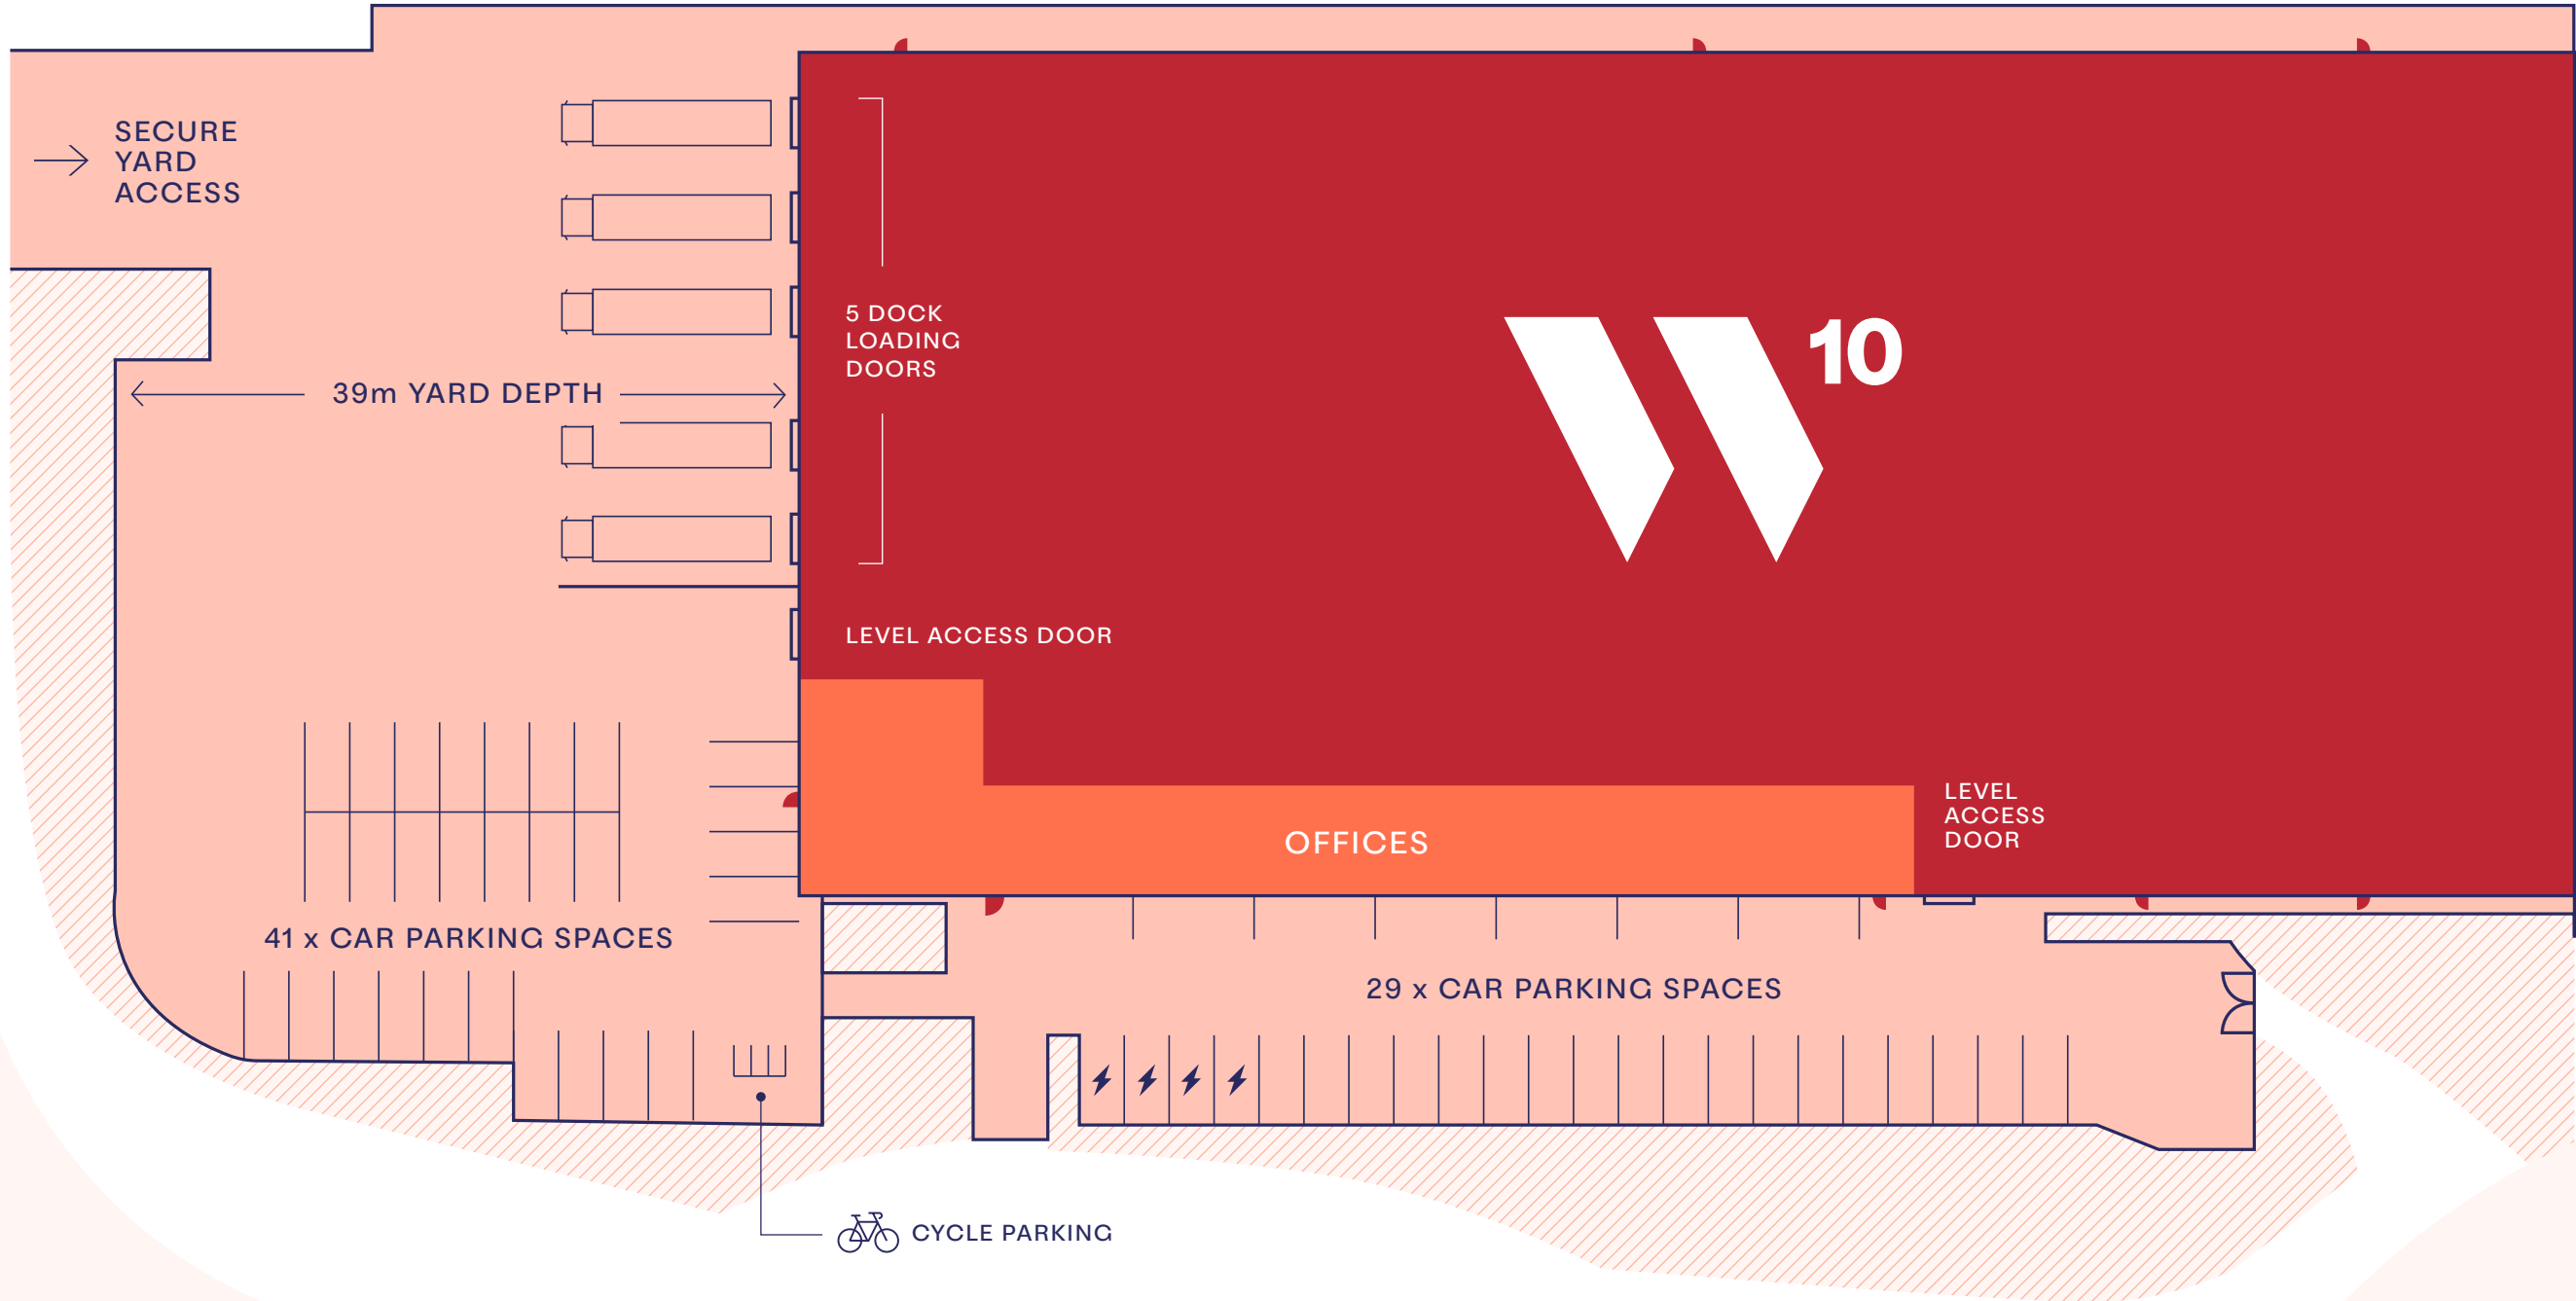 SECURE
YARD
ACCESS
5 DOCK
LOADING
DOORS
10
39m YARD DEPTH
LEVEL ACCESS DOOR
LEVEL
ACCESS
DOOR
OFFICES
41 x CAR PARKING SPACES
29 x CAR PARKING SPACES
CYCLE PARKING